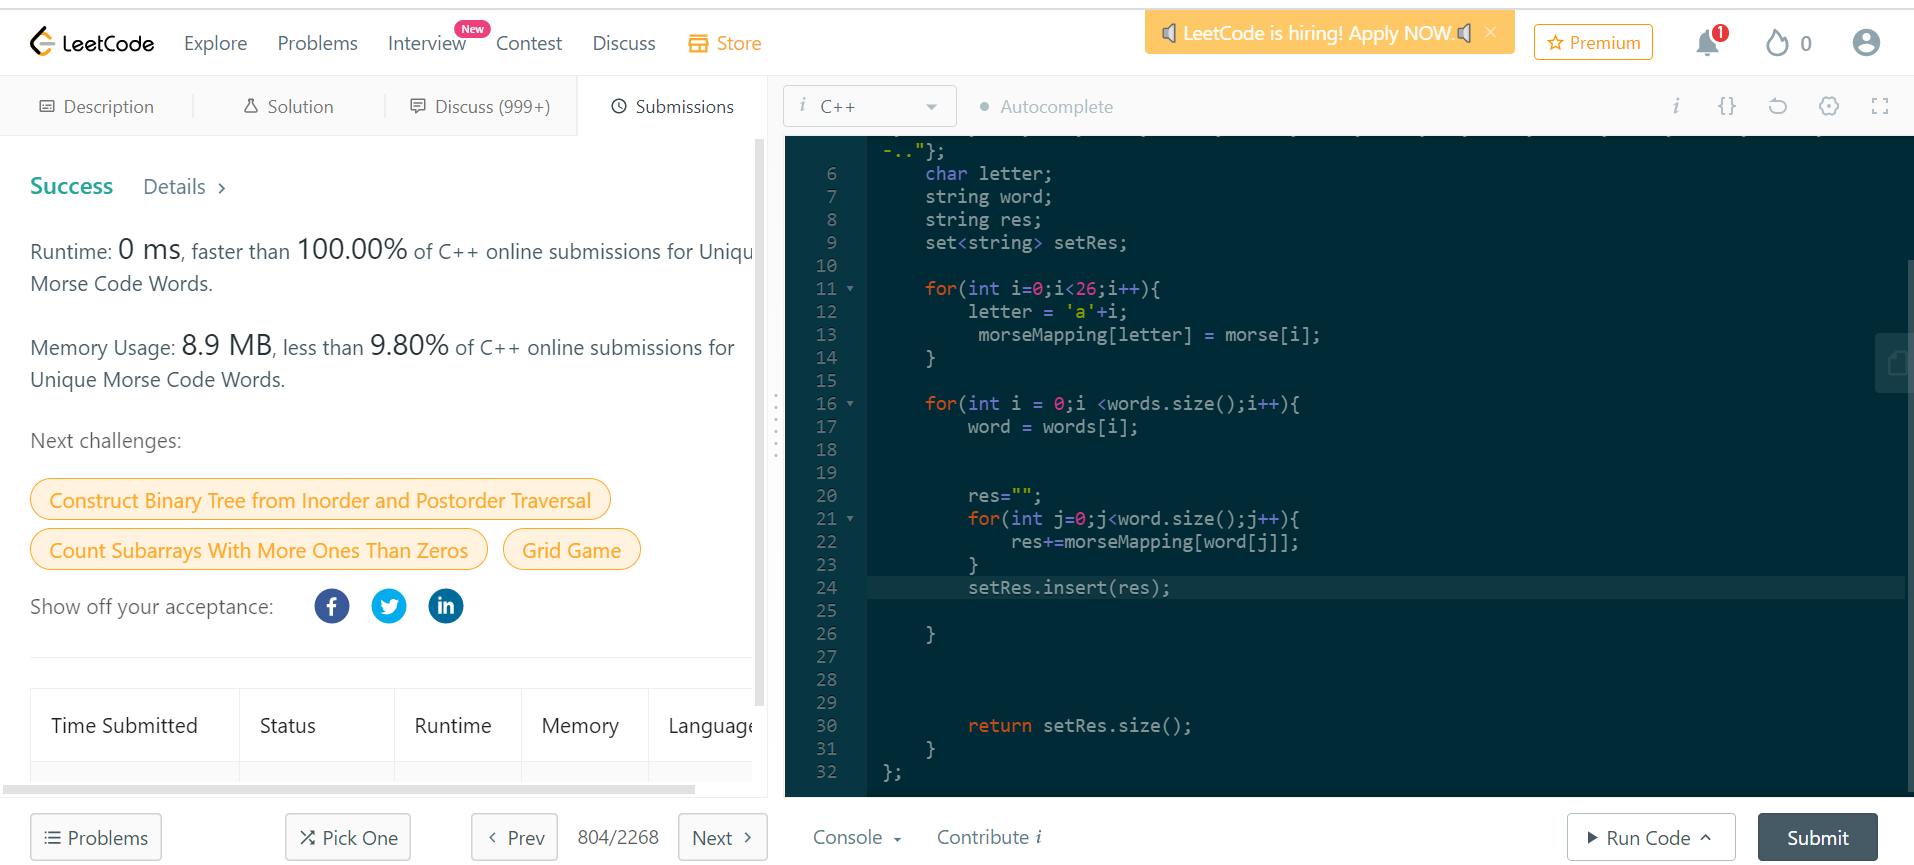 LeetCode Explore Problems Interview New Contest Discuss Store LeetCode is hiring! Apply NOW. × Premium 1 0
Description Solution Discuss (999+) Submissions i C++ Autocomplete i {}
Success Details >
Runtime: 0 ms, faster than 100.00% of C++ online submissions for Uniqu
Morse Code Words.
Memory Usage: 8.9 MB, less than 9.80% of C++ online submissions for
Unique Morse Code Words.
Next challenges:
Construct Binary Tree from Inorder and Postorder Traversal
Count Subarrays With More Ones Than Zeros Grid Game
Show off your acceptance: f in
Time Submitted Status Runtime Memory Language
-.."};
6 char letter;
7 string word;
8 string res;
9 set<string> setRes;
10
11 for(int i=0;i<26;i++){
12 letter = 'a'+i;
13 morseMapping[letter] = morse[i];
14 }
15
16 for(int i = 0;i <words.size();i++){
17 word = words[i];
18
19
20 res="";
21 for(int j=0;j<word.size();j++){
22 res+=morseMapping[word[j]];
23 }
24 setRes.insert(res);
25
26 }
27
28
29
30 return setRes.size();
31 }
32 };
Problems Pick One < Prev 804/2268 Next > Console Contribute i Run Code Submit